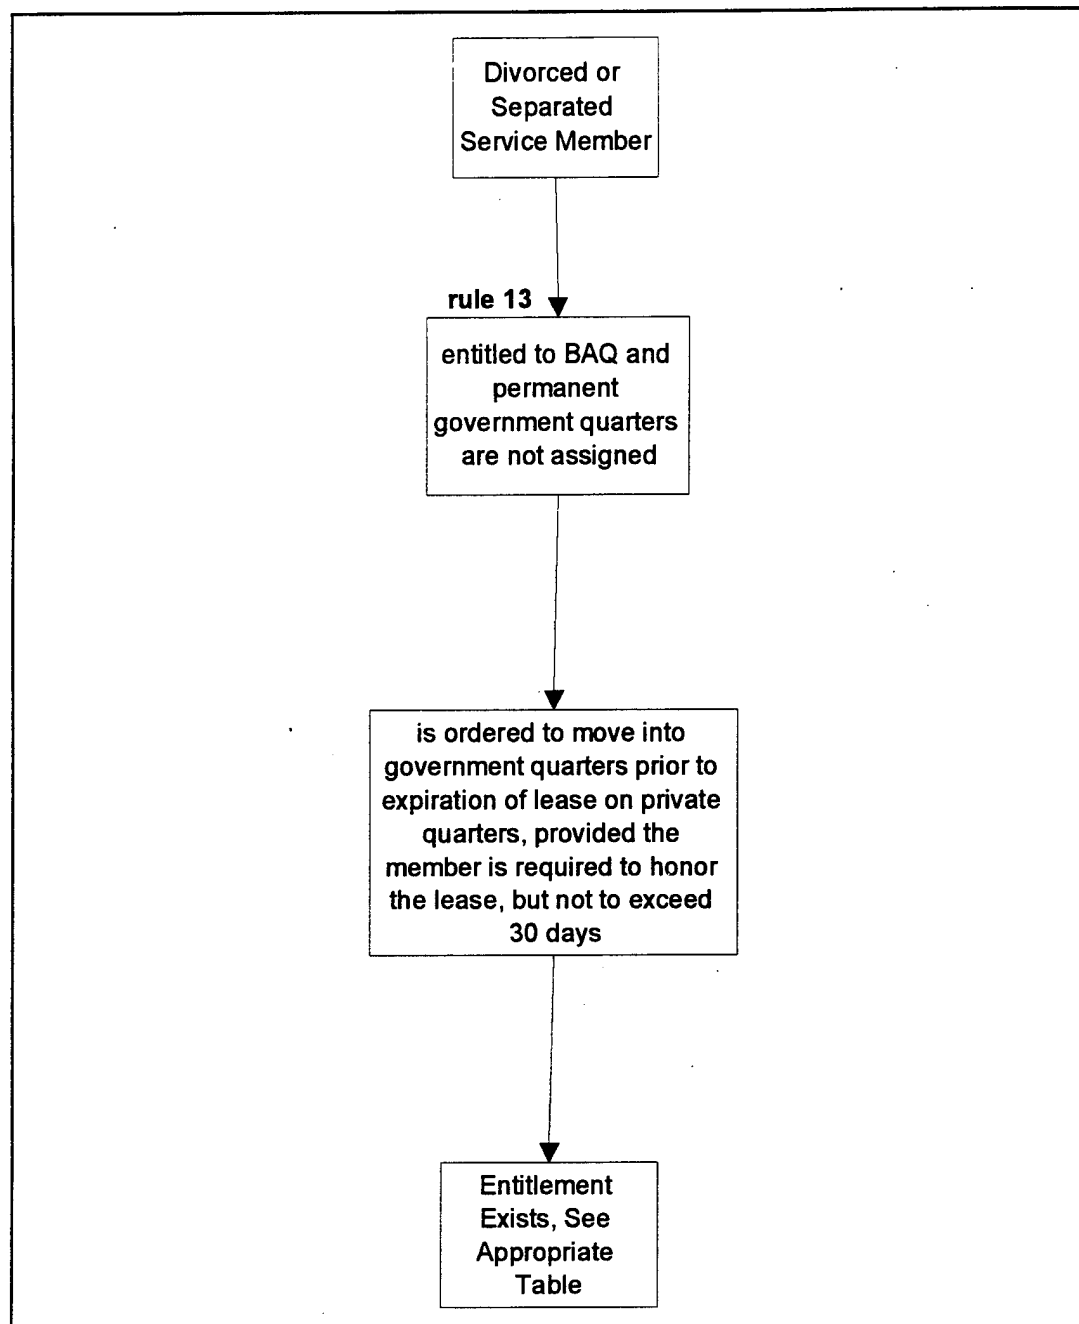 Divorced or
Separated
Service Member
rule 13
entitled to BAQ and
permanent
government quarters
are not assigned
is ordered to move into
government quarters prior to
expiration of lease on private
quarters, provided the
member is required to honor
the lease, but not to exceed
30 days
Entitlement
Exists, See
Appropriate
Table